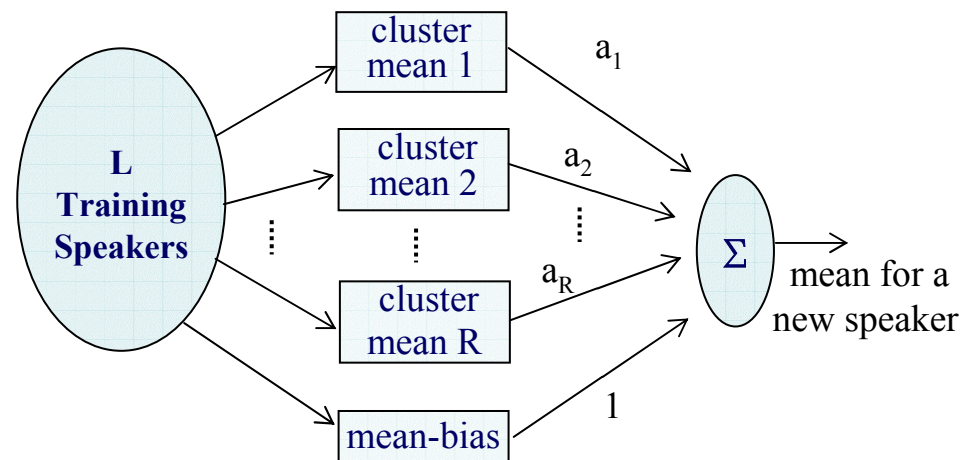 L
Training
Speakers
cluster
mean 1
cluster
mean 2
cluster
mean R
mean-bias
a₁
a₂
a_R
1
Σ
mean for a
new speaker